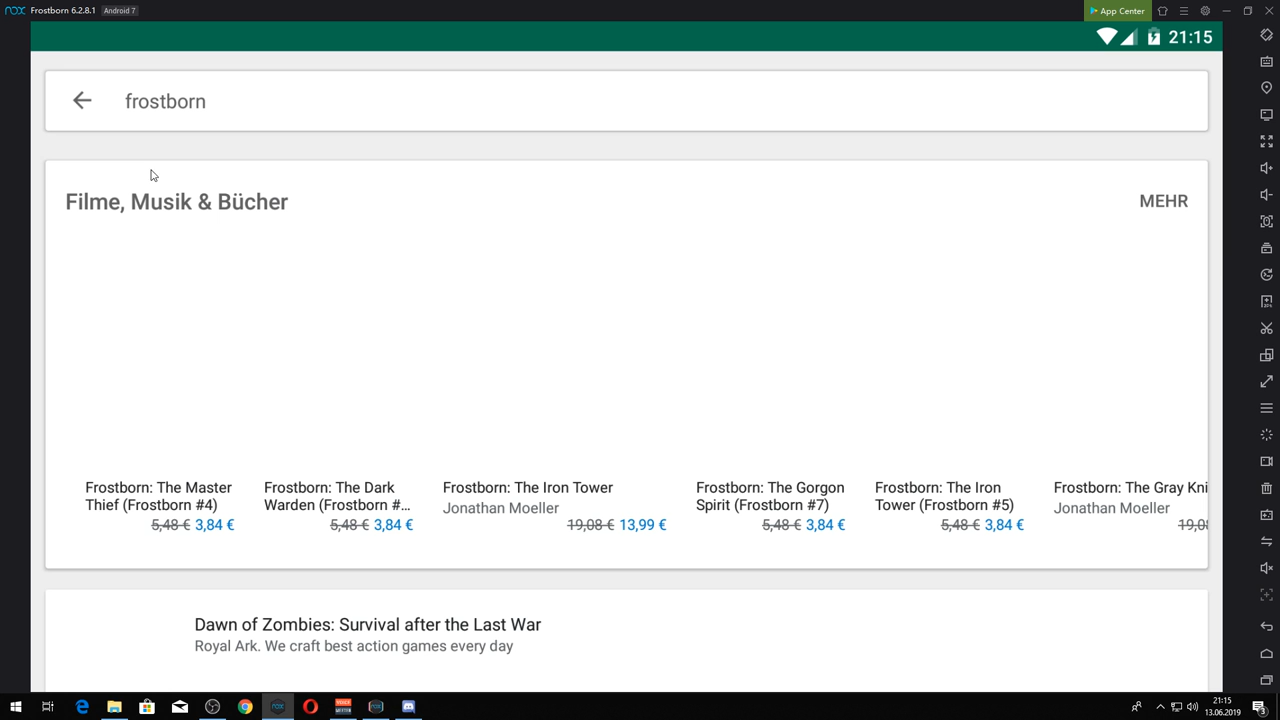 nox Frostborn 6.2.8.1 Android 7
App Center
21:15
frostborn
Filme, Musik & Bücher
MEHR
Frostborn: The Master
Thief (Frostborn #4)
5,48 € 3,84 €
Frostborn: The Dark
Warden (Frostborn #...
5,48 € 3,84 €
Frostborn: The Iron Tower
Jonathan Moeller
19,08 € 13,99 €
Frostborn: The Gorgon
Spirit (Frostborn #7)
5,48 € 3,84 €
Frostborn: The Iron
Tower (Frostborn #5)
5,48 € 3,84 €
Frostborn: The Gray Kni
Jonathan Moeller
19,08
Dawn of Zombies: Survival after the Last War
Royal Ark. We craft best action games every day
21:15
13.06.2019